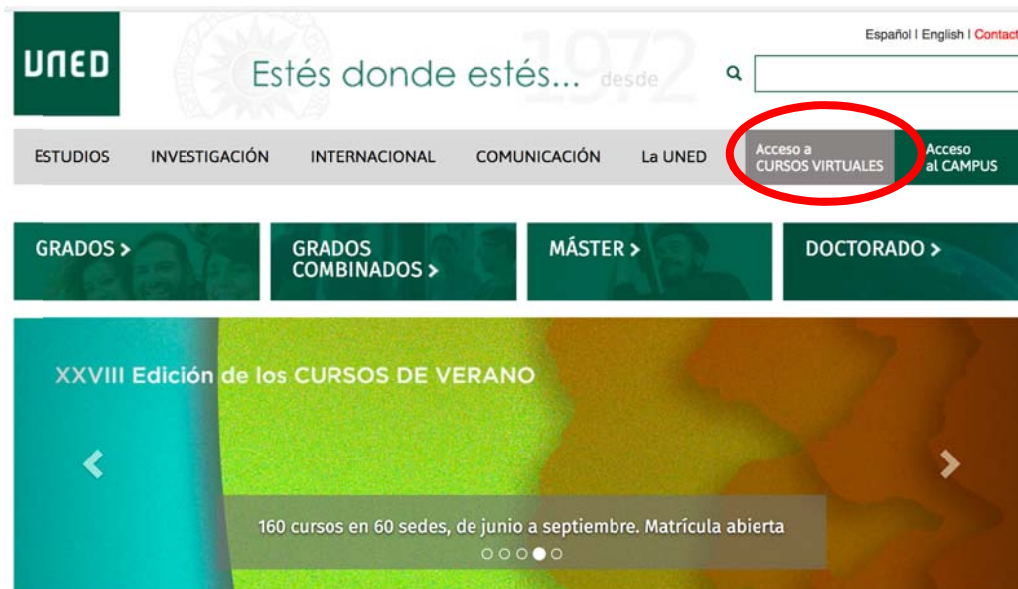 Español | English | Contact
UNED
Estés donde estés... desde 1972
ESTUDIOS INVESTIGACIÓN INTERNACIONAL COMUNICACIÓN La UNED
Acceso a
CURSOS VIRTUALES
Acceso
al CAMPUS
GRADOS >
GRADOS
COMBINADOS >
MÁSTER >
DOCTORADO >
XXVIII Edición de los CURSOS DE VERANO
160 cursos en 60 sedes, de junio a septiembre. Matrícula abierta